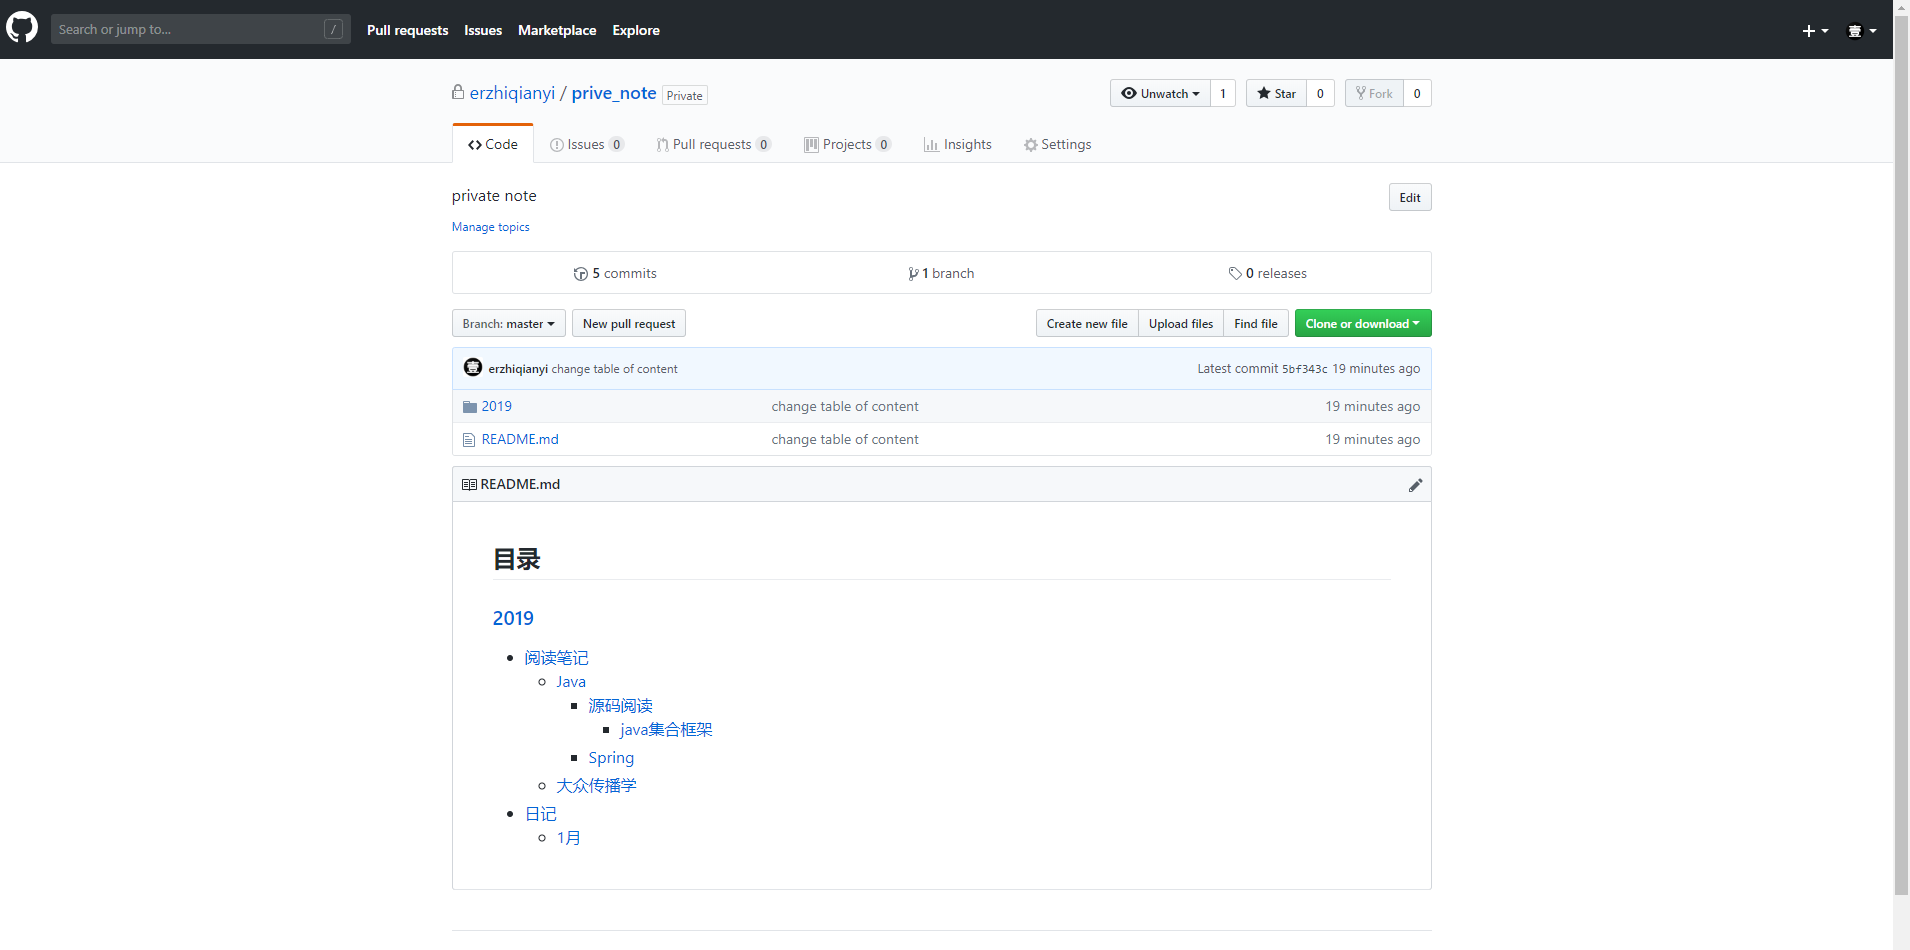 Search or jump to... /
Pull requests Issues Marketplace Explore
壹
erzhiqianyi / prive_note Private
Unwatch 1 Star 0 Fork 0
Code Issues 0 Pull requests 0 Projects 0 Insights Settings
private note Edit
Manage topics
5 commits 1 branch 0 releases
Branch: master New pull request Create new file Upload files Find file Clone or download
壹 erzhiqianyi change table of content Latest commit 5bf343c 19 minutes ago
2019 change table of content 19 minutes ago
README.md change table of content 19 minutes ago
README.md
目录
2019
阅读笔记
Java
源码阅读
java集合框架
Spring
大众传播学
日记
1月